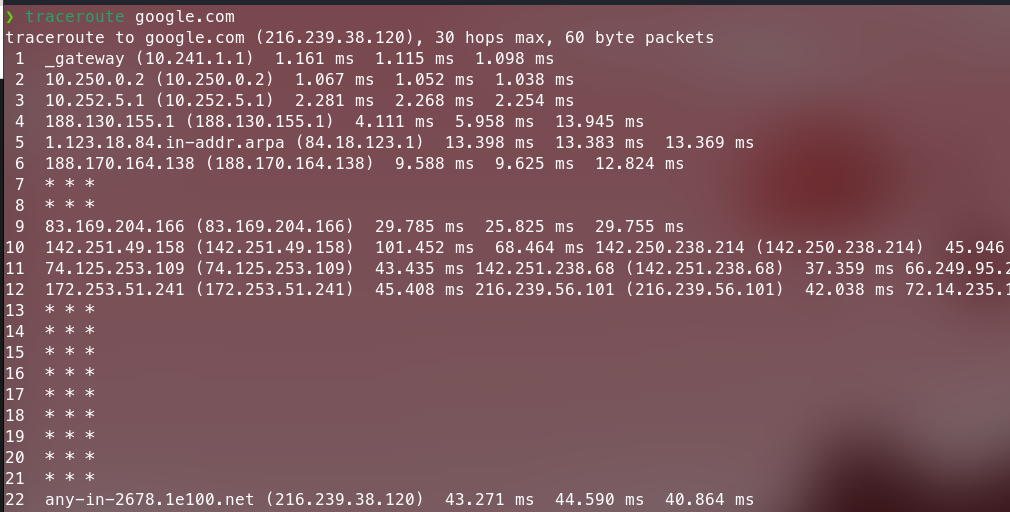 ❯ traceroute google.com
traceroute to google.com (216.239.38.120), 30 hops max, 60 byte packets
 1  _gateway (10.241.1.1)  1.161 ms  1.115 ms  1.098 ms
 2  10.250.0.2 (10.250.0.2)  1.067 ms  1.052 ms  1.038 ms
 3  10.252.5.1 (10.252.5.1)  2.281 ms  2.268 ms  2.254 ms
 4  188.130.155.1 (188.130.155.1)  4.111 ms  5.958 ms  13.945 ms
 5  1.123.18.84.in-addr.arpa (84.18.123.1)  13.398 ms  13.383 ms  13.369 ms
 6  188.170.164.138 (188.170.164.138)  9.588 ms  9.625 ms  12.824 ms
 7  * * *
 8  * * *
 9  83.169.204.166 (83.169.204.166)  29.785 ms  25.825 ms  29.755 ms
10  142.251.49.158 (142.251.49.158)  101.452 ms  68.464 ms 142.250.238.214 (142.250.238.214)  45.946
11  74.125.253.109 (74.125.253.109)  43.435 ms 142.251.238.68 (142.251.238.68)  37.359 ms 66.249.95.2
12  172.253.51.241 (172.253.51.241)  45.408 ms 216.239.56.101 (216.239.56.101)  42.038 ms 72.14.235.1
13  * * *
14  * * *
15  * * *
16  * * *
17  * * *
18  * * *
19  * * *
20  * * *
21  * * *
22  any-in-2678.1e100.net (216.239.38.120)  43.271 ms  44.590 ms  40.864 ms